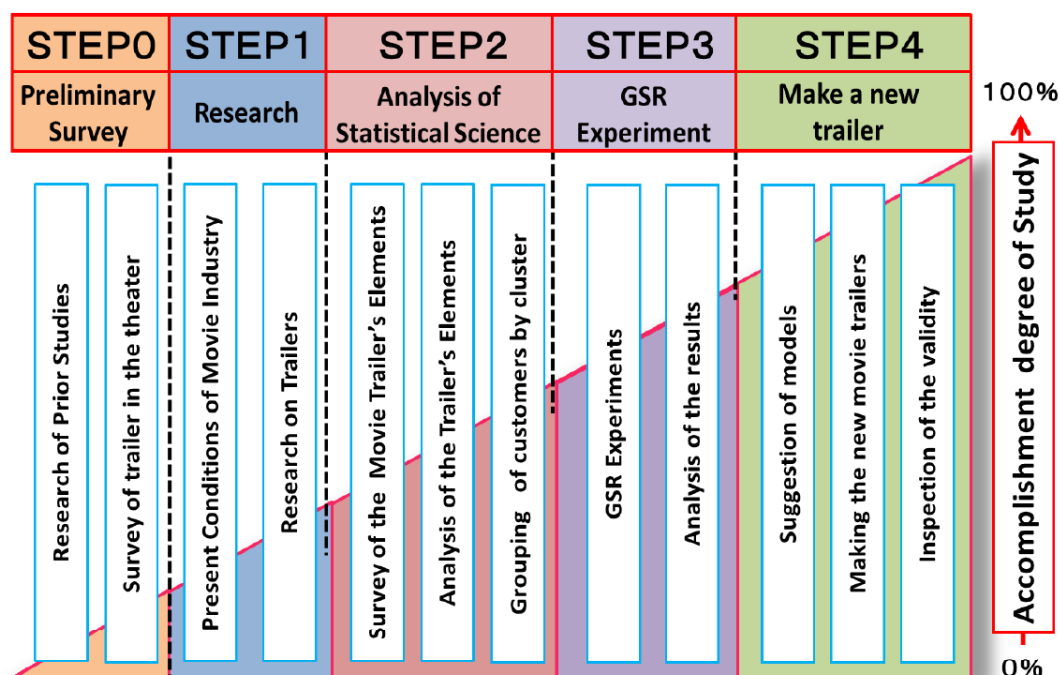 STEP0
STEP1
STEP2
STEP3
STEP4
Preliminary
Survey
Research
Analysis of
Statistical Science
GSR
Experiment
Make a new
trailer
100%
Research of Prior Studies
Survey of trailer in the theater
Present Conditions of Movie Industry
Research on Trailers
Survey of the Movie Trailer's Elements
Analysis of the Trailer's Elements
Grouping of customers by cluster
GSR Experiments
Analysis of the results
Suggestion of models
Making the new movie trailers
Inspection of the validity
Accomplishment degree of Study
0%